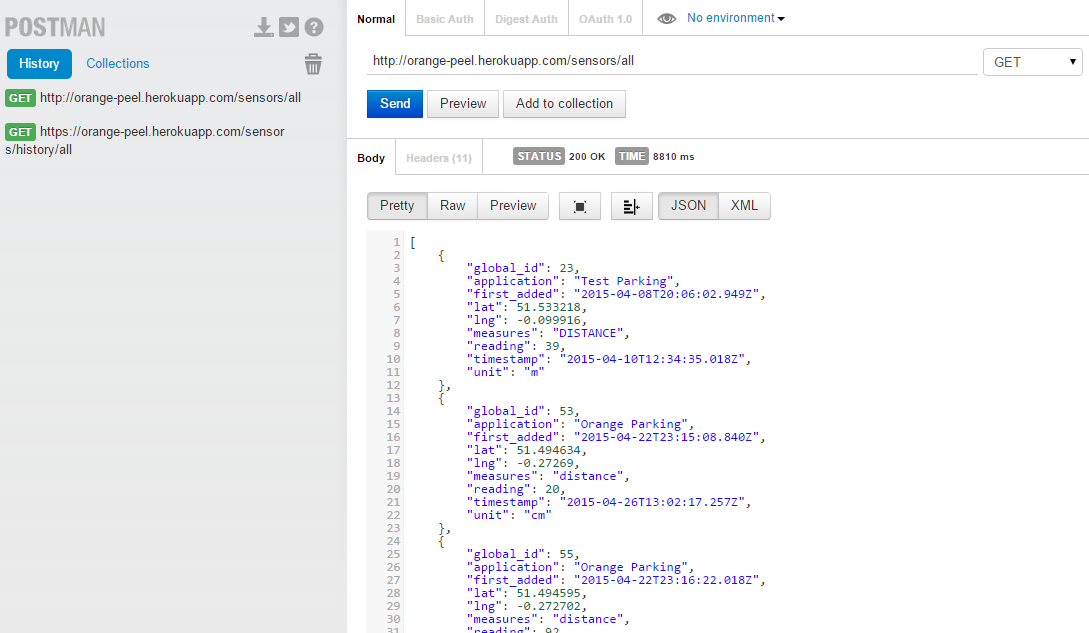 POSTMAN
History Collections
GET http://orange-peel.herokuapp.com/sensors/all
GET https://orange-peel.herokuapp.com/sensor
s/history/all
Normal Basic Auth Digest Auth OAuth 1.0 No environment
http://orange-peel.herokuapp.com/sensors/all GET
Send Preview Add to collection
Body Headers (11) STATUS 200 OK TIME 8810 ms
Pretty Raw Preview JSON XML
1 [
2 {
3 "global_id": 23,
4 "application": "Test Parking",
5 "first_added": "2015-04-08T20:06:02.949Z",
6 "lat": 51.533218,
7 "lng": -0.099916,
8 "measures": "DISTANCE",
9 "reading": 39,
10 "timestamp": "2015-04-10T12:34:35.018Z",
11 "unit": "m"
12 },
13 {
14 "global_id": 53,
15 "application": "Orange Parking",
16 "first_added": "2015-04-22T23:15:08.840Z",
17 "lat": 51.494634,
18 "lng": -0.27269,
19 "measures": "distance",
20 "reading": 20,
21 "timestamp": "2015-04-26T13:02:17.257Z",
22 "unit": "cm"
23 },
24 {
25 "global_id": 55,
26 "application": "Orange Parking",
27 "first_added": "2015-04-22T23:16:22.018Z",
28 "lat": 51.494595,
29 "lng": -0.272702,
30 "measures": "distance",
31 "reading": 92,